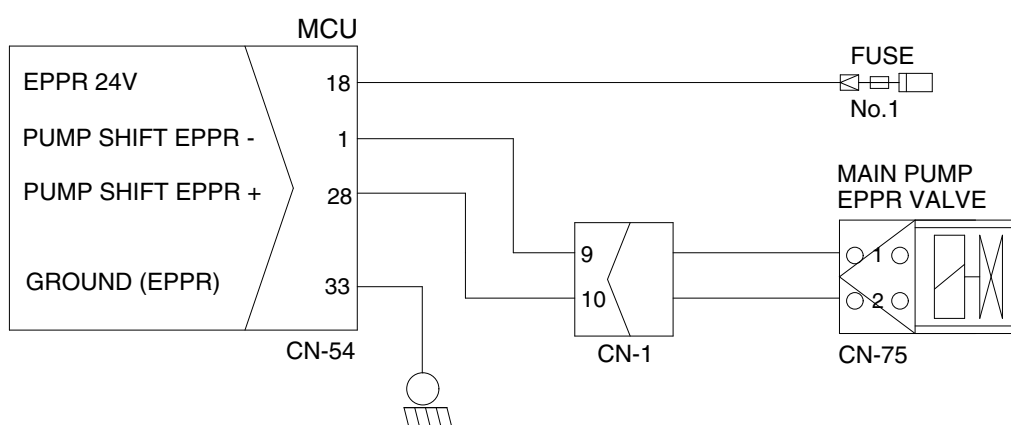 MCU
EPPR 24V
18
FUSE
No.1
PUMP SHIFT EPPR -
1
PUMP SHIFT EPPR +
28
MAIN PUMP
EPPR VALVE
GROUND (EPPR)
33
9
10
1
2
CN-54
CN-1
CN-75